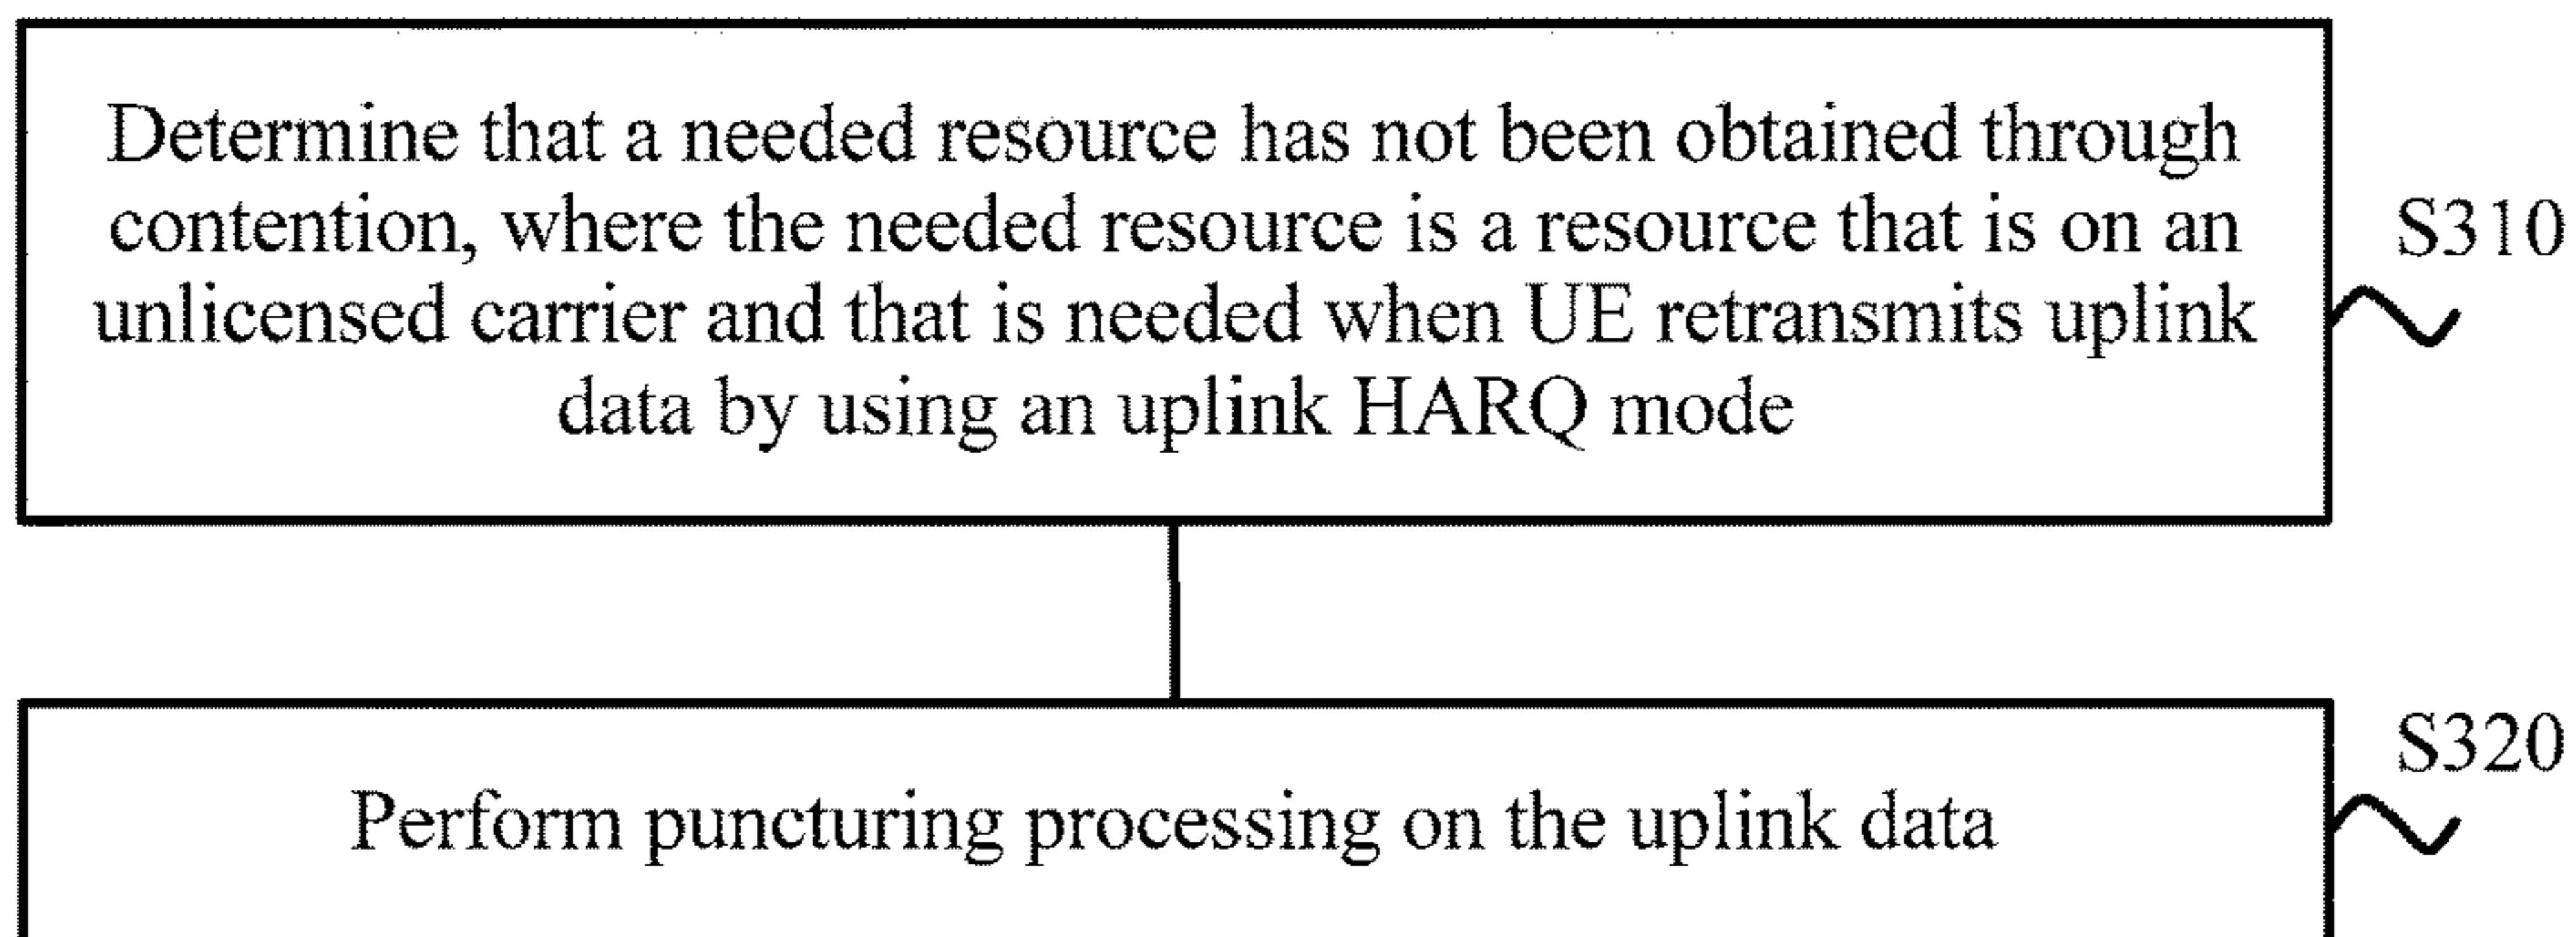 Determine that a needed resource has not been obtained through
contention, where the needed resource is a resource that is on an
unlicensed carrier and that is needed when UE retransmits uplink
data by using an uplink HARQ mode
S310
S320
Perform puncturing processing on the uplink data